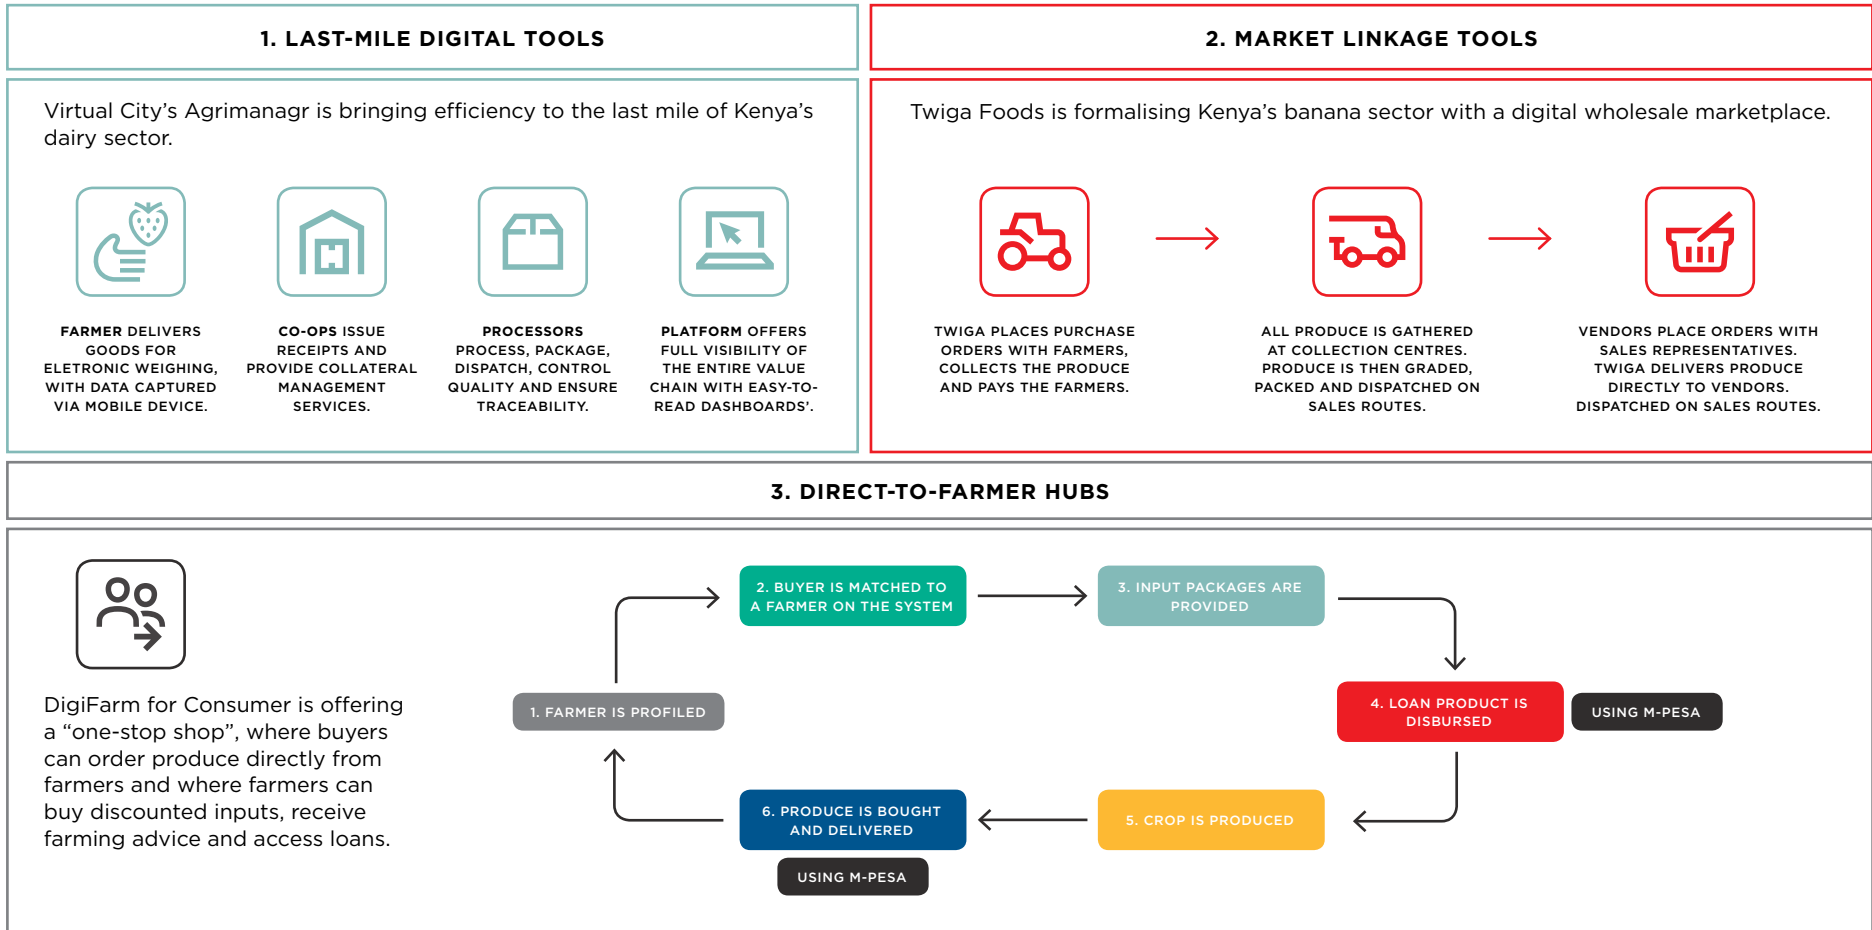 1. LAST-MILE DIGITAL TOOLS
Virtual City’s Agrimanagr is bringing efficiency to the last mile of Kenya’s
dairy sector.
FARMER DELIVERS
GOODS FOR
ELETRONIC WEIGHING,
WITH DATA CAPTURED
VIA MOBILE DEVICE.
CO-OPS ISSUE
RECEIPTS AND
PROVIDE COLLATERAL
MANAGEMENT
SERVICES.
PROCESSORS
PROCESS, PACKAGE,
DISPATCH, CONTROL
QUALITY AND ENSURE
TRACEABILITY.
PLATFORM OFFERS
FULL VISIBILITY OF
THE ENTIRE VALUE
CHAIN WITH EASY-TO-
READ DASHBOARDS’.
2. MARKET LINKAGE TOOLS
Twiga Foods is formalising Kenya’s banana sector with a digital wholesale marketplace.
TWIGA PLACES PURCHASE
ORDERS WITH FARMERS,
COLLECTS THE PRODUCE
AND PAYS THE FARMERS.
ALL PRODUCE IS GATHERED
AT COLLECTION CENTRES.
PRODUCE IS THEN GRADED,
PACKED AND DISPATCHED ON
SALES ROUTES.
VENDORS PLACE ORDERS WITH
SALES REPRESENTATIVES.
TWIGA DELIVERS PRODUCE
DIRECTLY TO VENDORS.
DISPATCHED ON SALES ROUTES.
3. DIRECT-TO-FARMER HUBS
DigiFarm for Consumer is offering
a “one-stop shop”, where buyers
can order produce directly from
farmers and where farmers can
buy discounted inputs, receive
farming advice and access loans.
1. FARMER IS PROFILED
2. BUYER IS MATCHED TO
A FARMER ON THE SYSTEM
3. INPUT PACKAGES ARE
PROVIDED
4. LOAN PRODUCT IS
DISBURSED
USING M-PESA
5. CROP IS PRODUCED
6. PRODUCE IS BOUGHT
AND DELIVERED
USING M-PESA